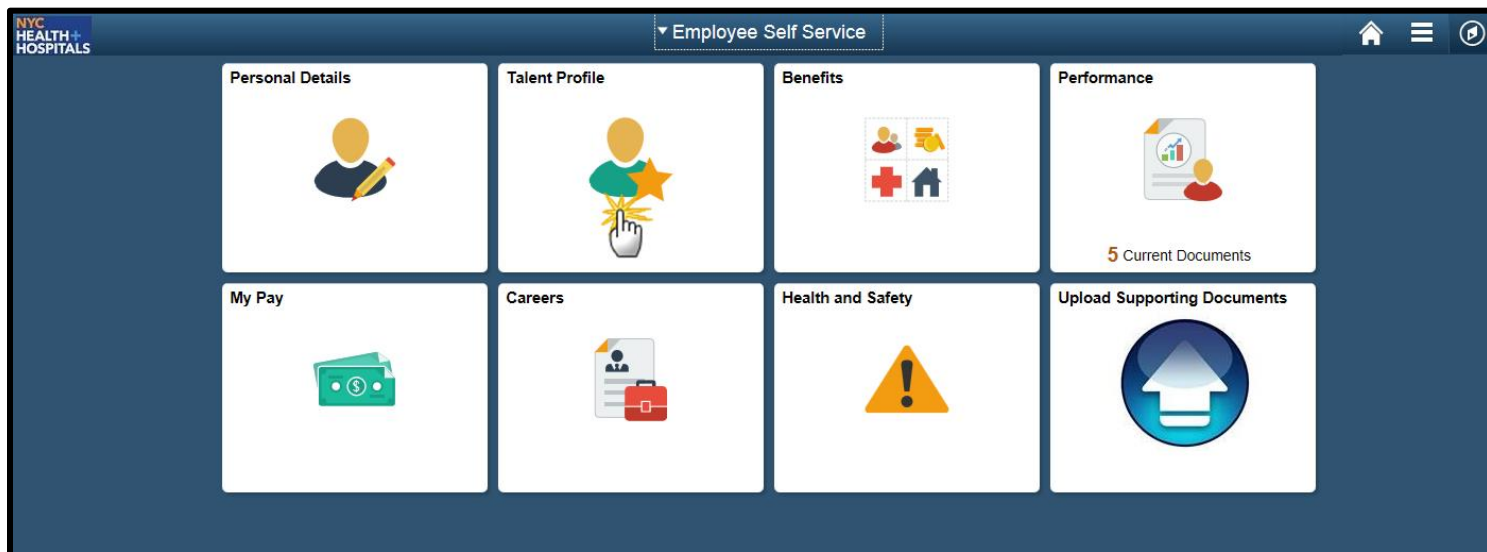 NYC
HEALTH+
HOSPITALS
Employee Self Service
Personal Details
Talent Profile
Benefits
Performance
5 Current Documents
My Pay
Careers
Health and Safety
Upload Supporting Documents